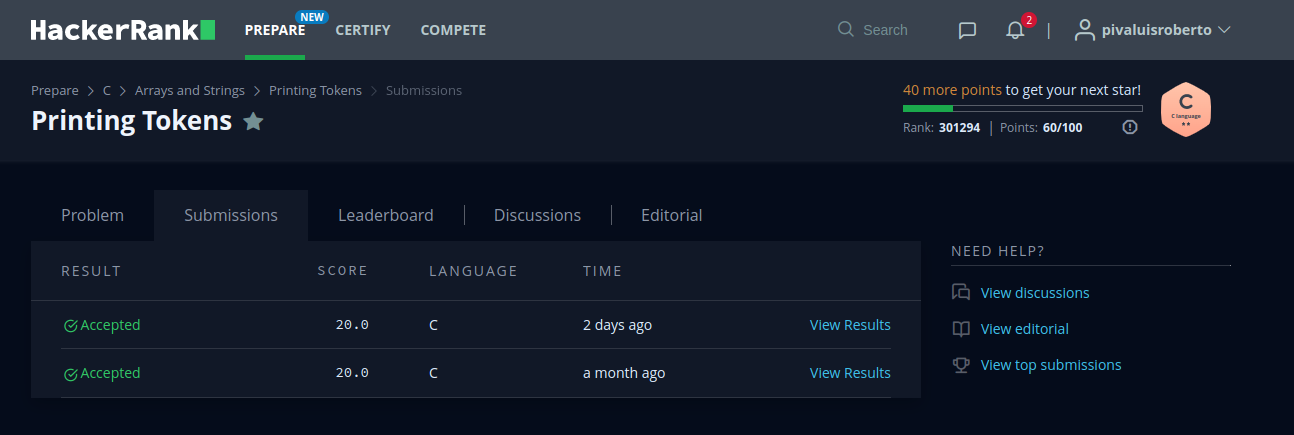 HackerRank PREPARE NEW CERTIFY COMPETE Search 2 pivaluisroberto
Prepare > C > Arrays and Strings > Printing Tokens > Submissions
Printing Tokens
40 more points to get your next star!
Rank: 301294 | Points: 60/100
C
C language
Problem Submissions Leaderboard Discussions Editorial
RESULT SCORE LANGUAGE TIME
Accepted 20.0 C 2 days ago View Results
Accepted 20.0 C a month ago View Results
NEED HELP?
View discussions
View editorial
View top submissions